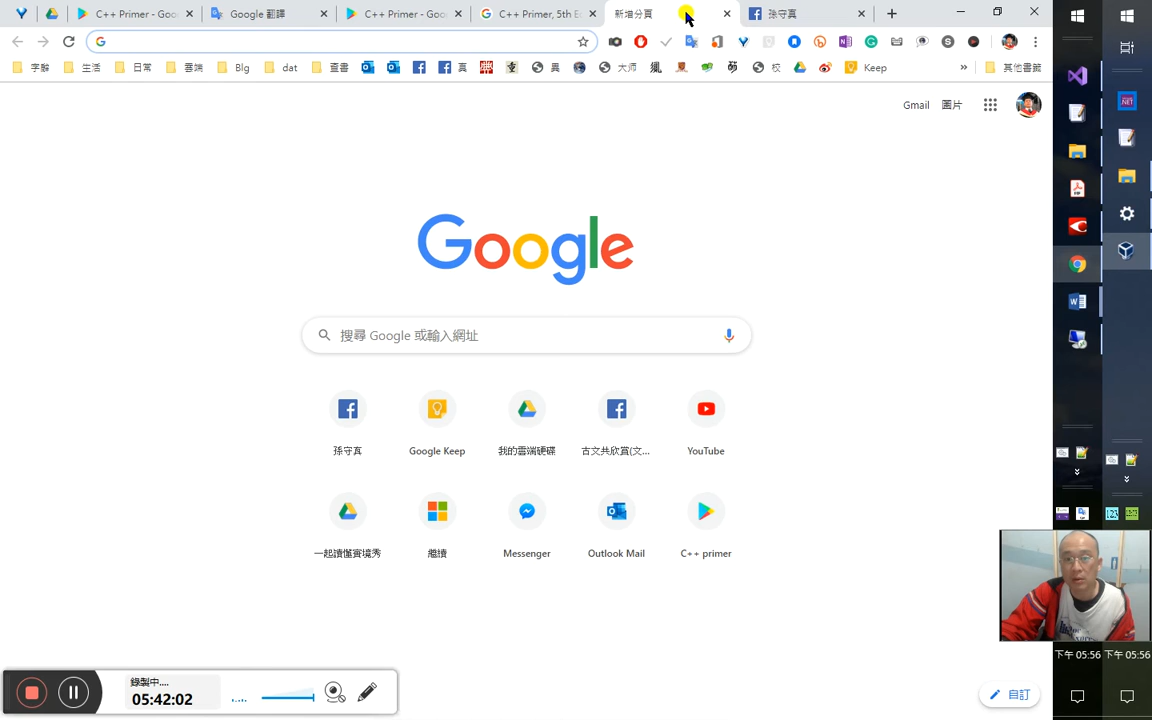 C++ Primer - Goo
Google 翻譯
C++ Primer - Goo
C++ Primer, 5th E
新增分頁
孫守真
字辭
生活
日常
雲端
Blg
dat
查書
真
異
大师
校
Keep
»
其他書籤
Gmail
圖片
Google
搜尋 Google 或輸入網址
孫守真
Google Keep
我的雲端硬碟
古文共欣賞(文...
YouTube
一起讀懂賓境秀
繼續
Messenger
Outlook Mail
C++ primer
錄製中....
05:42:02
自訂
下午 05:56
下午 05:56